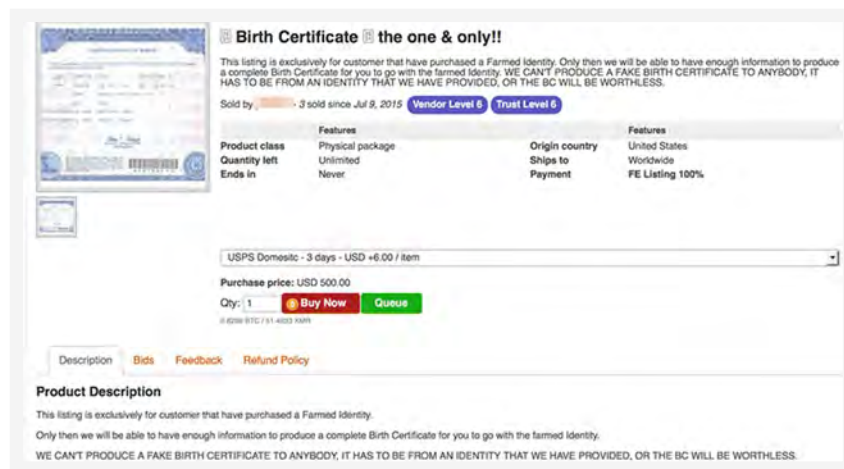 Birth Certificate the one & only!!
This listing is exclusively for customer that have purchased a Farmed Identity. Only then we will be able to have enough information to produce
a complete Birth Certificate for you to go with the farmed Identity. WE CAN'T PRODUCE A FAKE BIRTH CERTIFICATE TO ANYBODY, IT
HAS TO BE FROM AN IDENTITY THAT WE HAVE PROVIDED, OR THE BC WILL BE WORTHLESS.
Sold by - 3 sold since Jul 9, 2015 Vendor Level 6 Trust Level 6
Features Features
Product class Physical package Origin country United States
Quantity left Unlimited Ships to Worldwide
Ends in Never Payment FE Listing 100%
USPS Domesitc - 3 days - USD +6.00 / item
Purchase price: USD 500.00
Qty: 1 Buy Now Queue
BTC / XMR
Description Bids Feedback Refund Policy
Product Description
This listing is exclusively for customer that have purchased a Farmed Identity.
Only then we will be able to have enough information to produce a complete Birth Certificate for you to go with the farmed Identity.
WE CAN'T PRODUCE A FAKE BIRTH CERTIFICATE TO ANYBODY, IT HAS TO BE FROM AN IDENTITY THAT WE HAVE PROVIDED, OR THE BC WILL BE WORTHLESS.